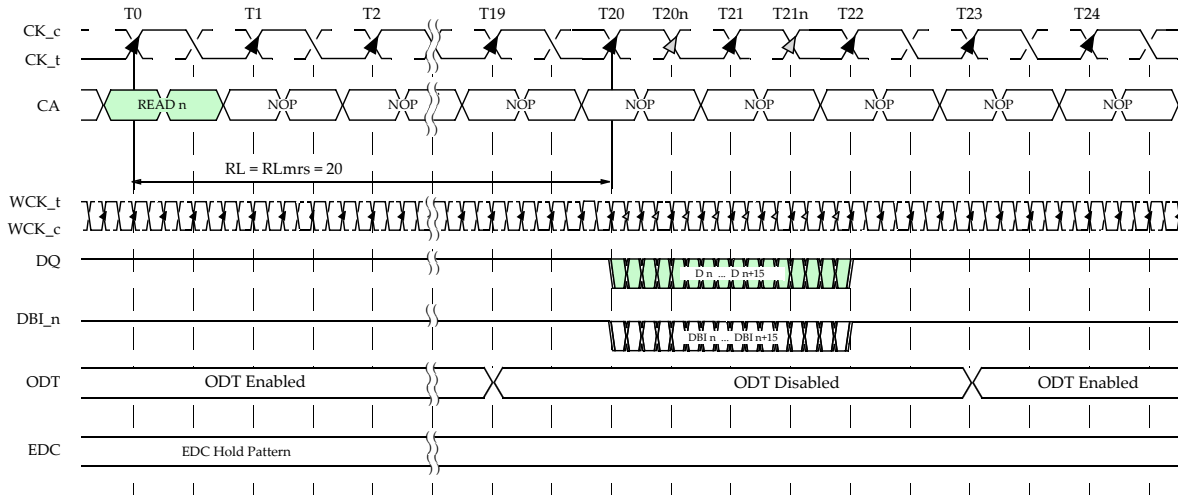 T0 T1 T2 T19 T20 T20n T21 T21n T22 T23 T24
CK_c
CK_t
CA READ n NOP NOP NOP NOP NOP NOP NOP NOP
RL = RLmrs = 20
WCK_t
WCK_c
DQ D n ... D n+15
DBI_n DBI n ... DBI n+15
ODT ODT Enabled ODT Disabled ODT Enabled
EDC EDC Hold Pattern